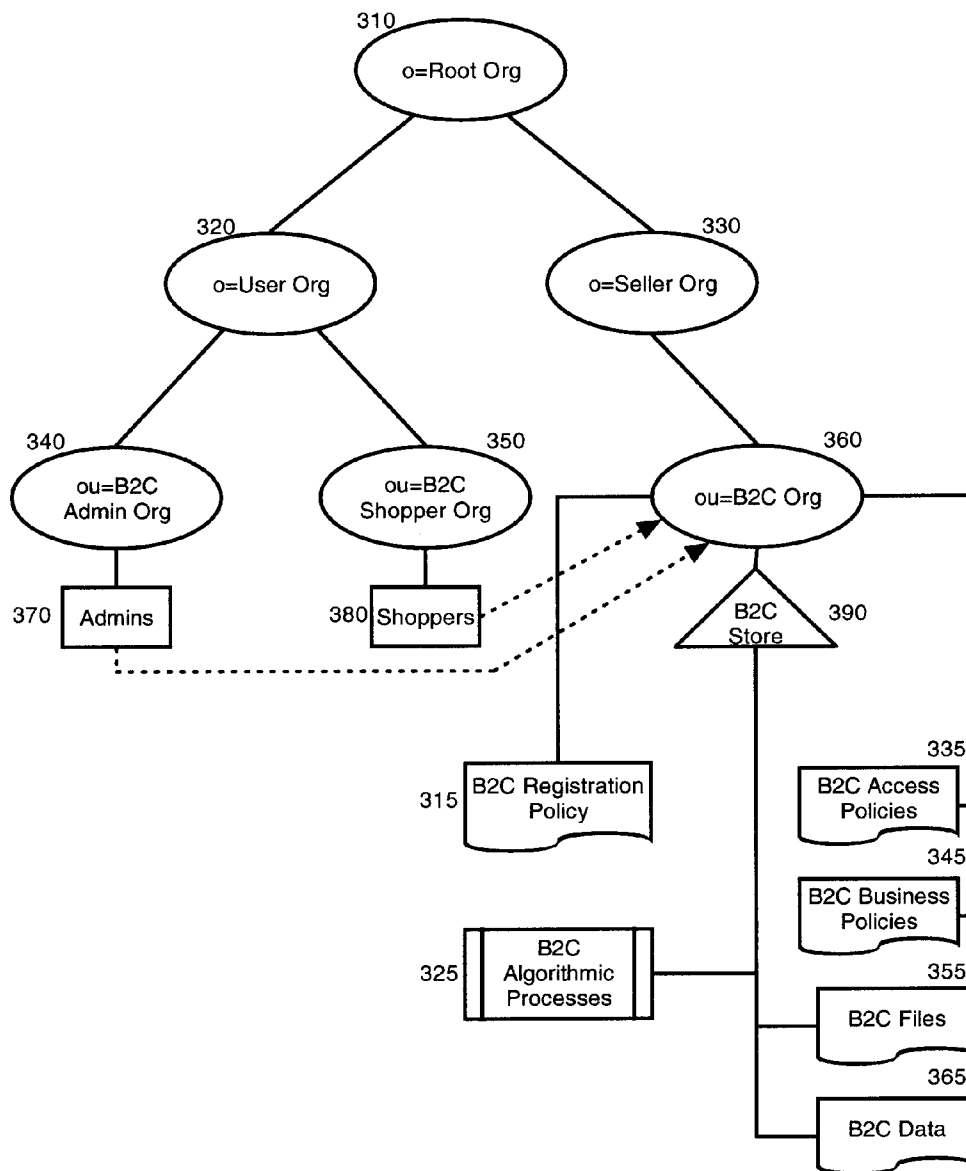 310
o=Root Org
320
o=User Org
330
o=Seller Org
340
ou=B2C
Admin Org
350
ou=B2C
Shopper Org
360
ou=B2C Org
370
Admins
380
Shoppers
B2C
Store
390
315
B2C Registration
Policy
335
B2C Access
Policies
345
B2C Business
Policies
325
B2C
Algorithmic
Processes
355
B2C Files
365
B2C Data